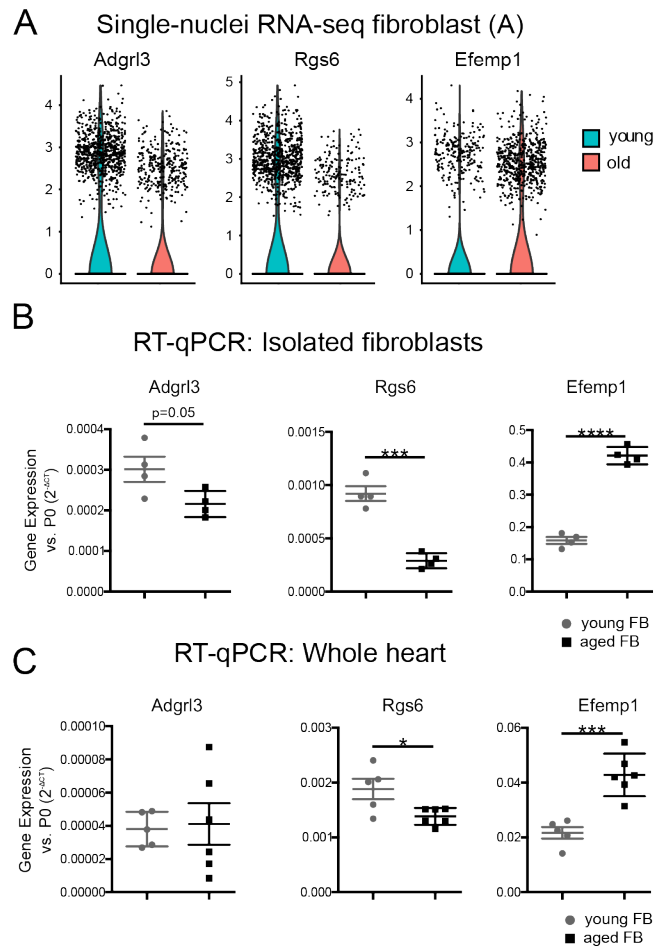 A
Single-nuclei RNA-seq fibroblast (A)
Adgrl3
Rgs6
Efemp1
4
3
2
1
0
5
4
3
2
1
0
4
3
2
1
0
young
old
B
RT-qPCR: Isolated fibroblasts
Adgrl3
Rgs6
Efemp1
Gene Expression
vs. P0 (2-ΔCT)
0.0004
0.0003
0.0002
0.0001
0.0000
p=0.05
0.0015
0.0010
0.0005
0.0000
***
0.5
0.4
0.3
0.2
0.1
0.0
****
young FB
aged FB
C
RT-qPCR: Whole heart
Adgrl3
Rgs6
Efemp1
Gene Expression
vs. P0 (2-ΔCT)
0.00010
0.00008
0.00006
0.00004
0.00002
0.00000
0.003
0.002
0.001
0.000
*
0.06
0.04
0.02
0.00
***
young FB
aged FB